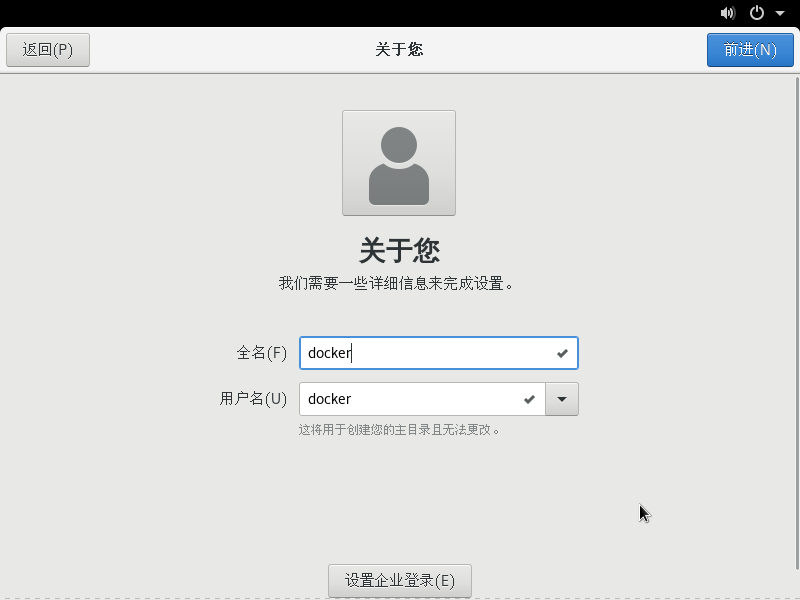 返回(P)
关于您
前进(N)
关于您
我们需要一些详细信息来完成设置。
全名(F)
docker
用户名(U)
docker
这将用于创建您的主目录且无法更改。
设置企业登录(E)